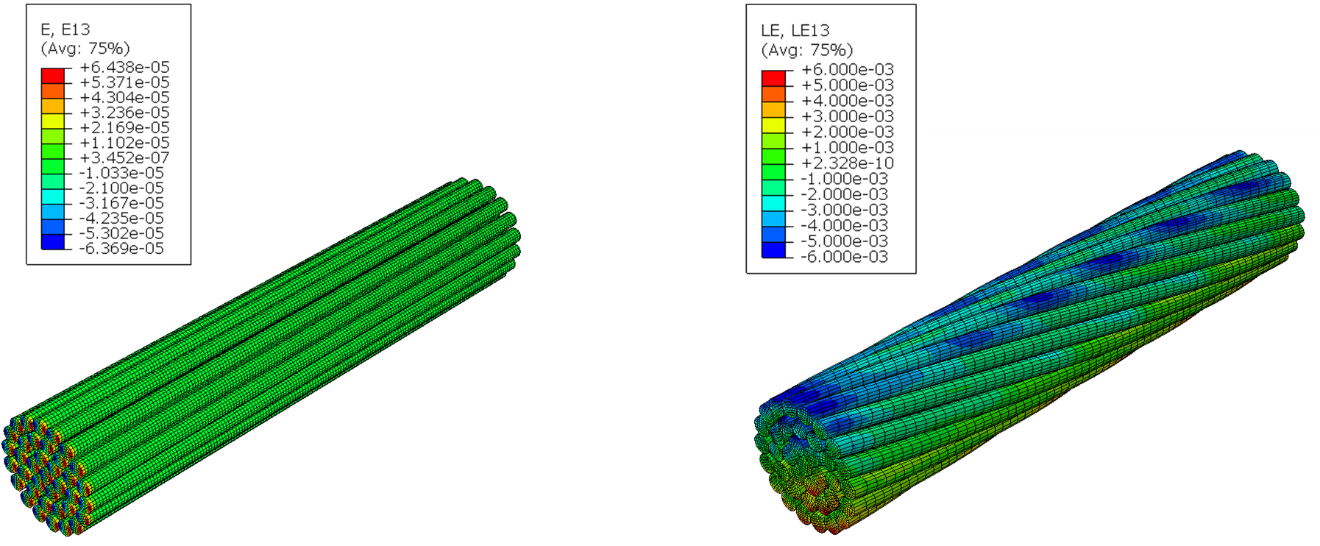 E, E13
(Avg: 75%)
+6.438e-05
+5.371e-05
+4.304e-05
+3.236e-05
+2.169e-05
+1.102e-05
+3.452e-07
-1.033e-05
-2.100e-05
-3.167e-05
-4.235e-05
-5.302e-05
-6.369e-05
LE, LE13
(Avg: 75%)
+6.000e-03
+5.000e-03
+4.000e-03
+3.000e-03
+2.000e-03
+1.000e-03
+2.328e-10
-1.000e-03
-2.000e-03
-3.000e-03
-4.000e-03
-5.000e-03
-6.000e-03